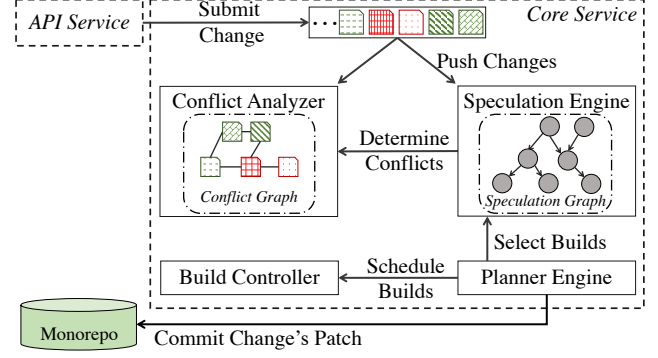 API Service
Submit
Change
...
Core Service
Push Changes
Conflict Analyzer
Conflict Graph
Determine
Conflicts
Speculation Engine
Speculation Graph
Select Builds
Build Controller
Schedule
Builds
Planner Engine
Monorepo
Commit Change's Patch